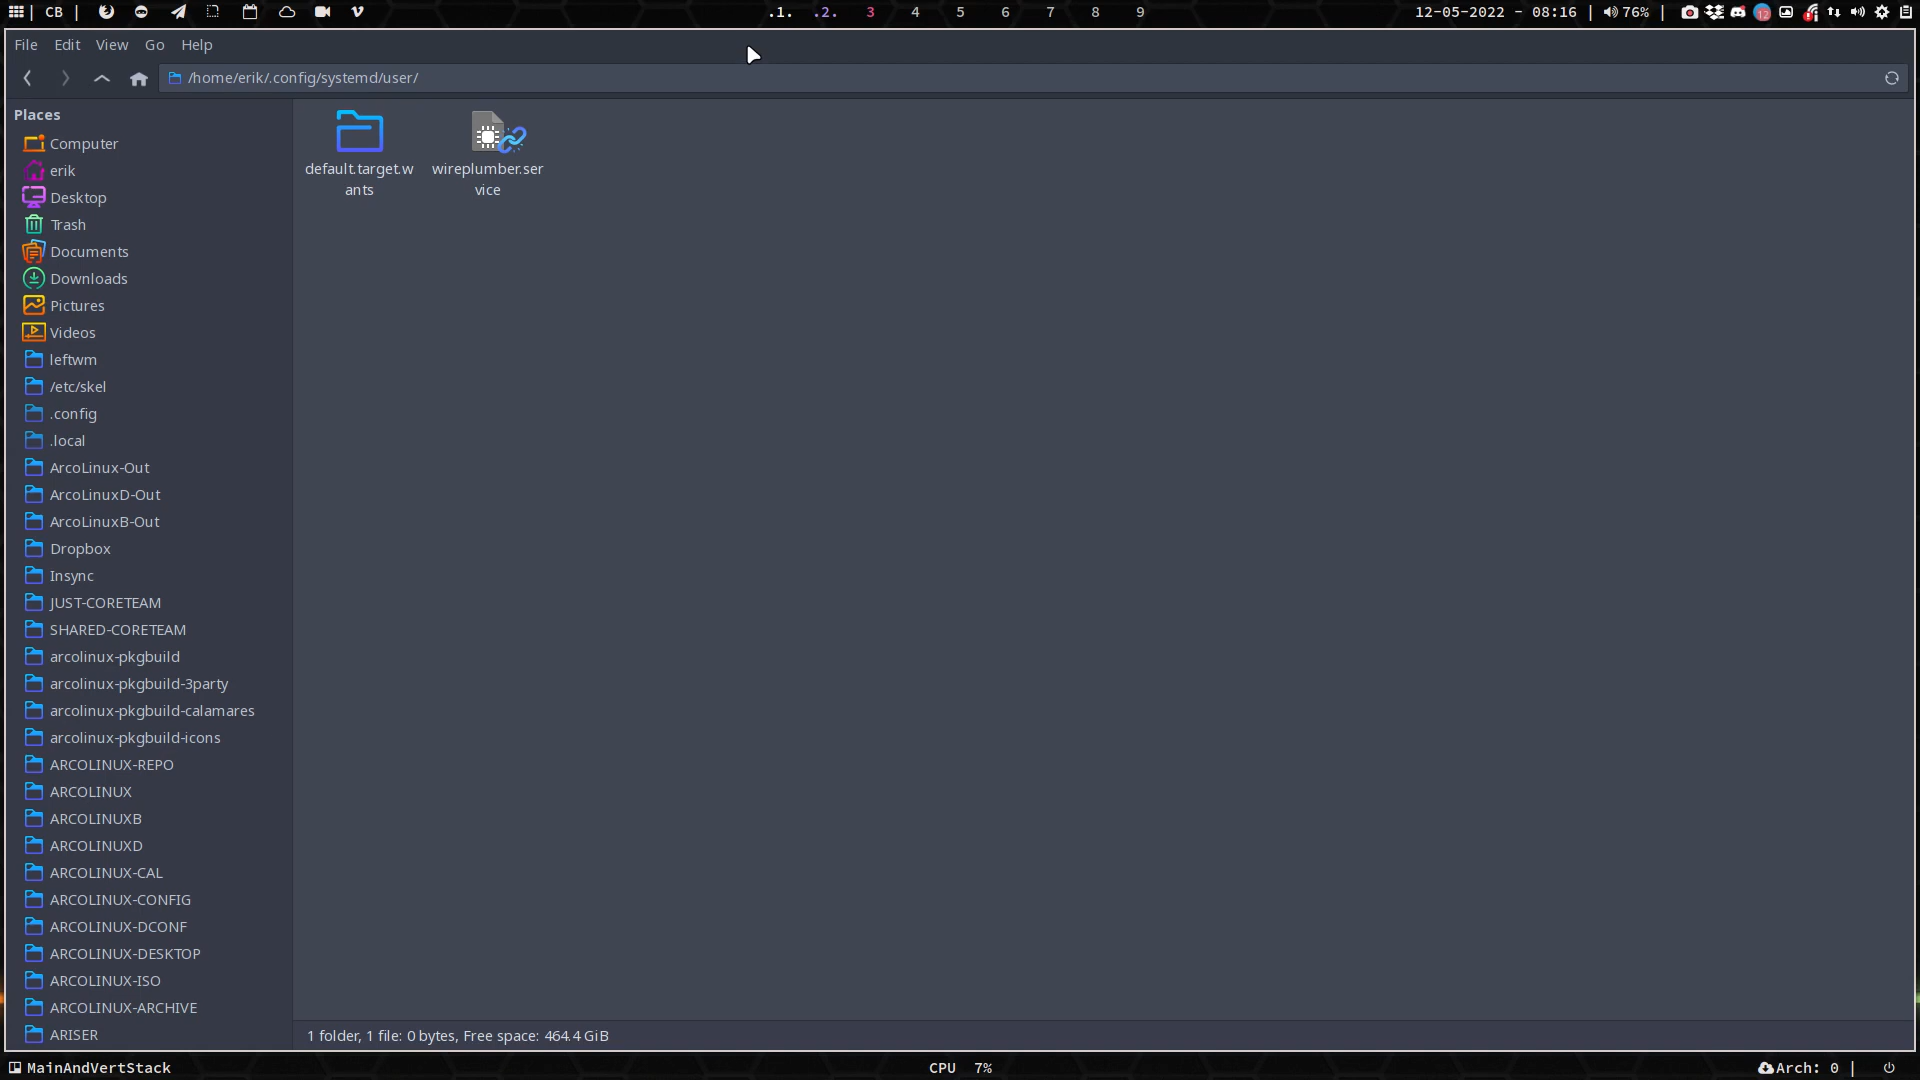 | CB |
.1. .2. 3 4 5 6 7 8 9
12-05-2022 - 08:16 | 76% | 12
File Edit View Go Help
/home/erik/.config/systemd/user/
Places
Computer
erik
Desktop
Trash
Documents
Downloads
Pictures
Videos
leftwm
/etc/skel
.config
.local
ArcoLinux-Out
ArcoLinuxD-Out
ArcoLinuxB-Out
Dropbox
Insync
JUST-CORETEAM
SHARED-CORETEAM
arcolinux-pkgbuild
arcolinux-pkgbuild-3party
arcolinux-pkgbuild-calamares
arcolinux-pkgbuild-icons
ARCOLINUX-REPO
ARCOLINUX
ARCOLINUXB
ARCOLINUXD
ARCOLINUX-CAL
ARCOLINUX-CONFIG
ARCOLINUX-DCONF
ARCOLINUX-DESKTOP
ARCOLINUX-ISO
ARCOLINUX-ARCHIVE
ARISER
default.target.w
ants
wireplumber.ser
vice
1 folder, 1 file: 0 bytes, Free space: 464.4 GiB
MainAndVertStack
CPU 7%
Arch: 0 |